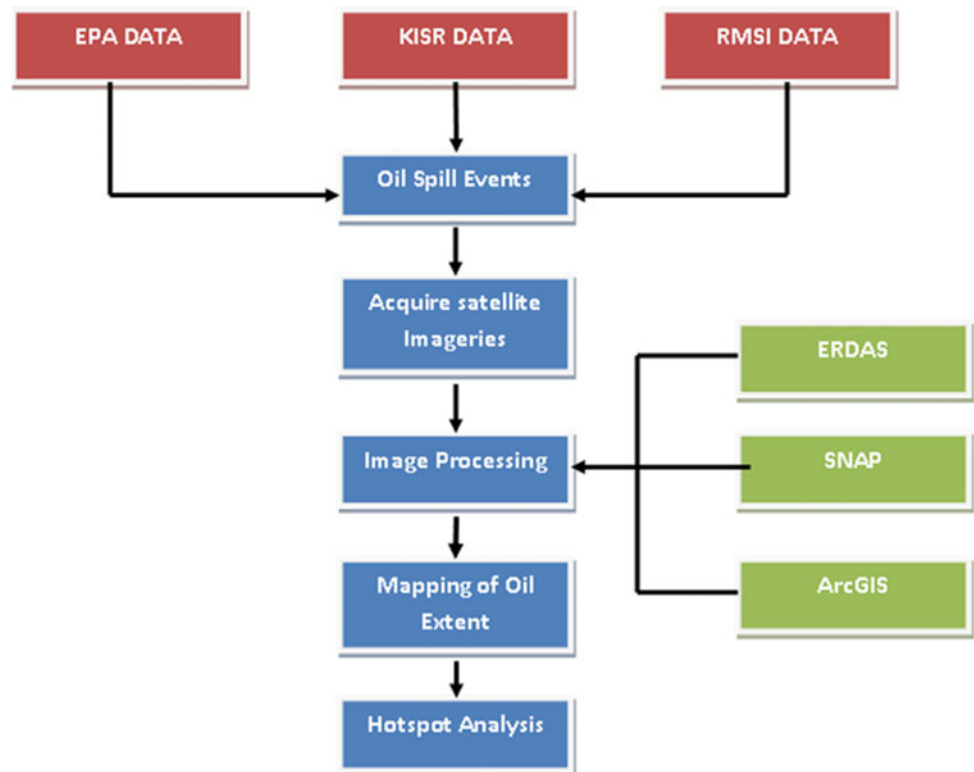 EPA DATA
KISR DATA
RMSI DATA
Oil Spill Events
Acquire satellite
Imageries
ERDAS
Image Processing
SNAP
Mapping of Oil
Extent
ArcGIS
Hotspot Analysis